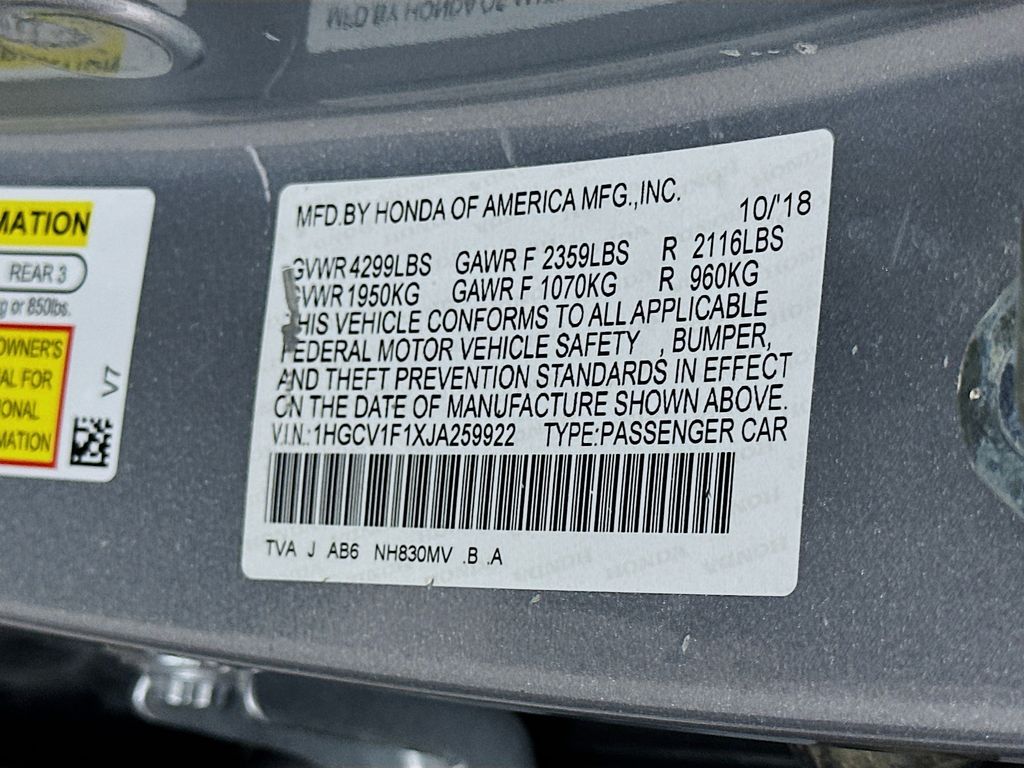 MFD.BY HONDA OF AMERICA MFG.,INC.
10/'18
GVWR 4299LBS GAWR F 2359LBS R 2116LBS
GVWR 1950KG GAWR F 1070KG R 960KG
THIS VEHICLE CONFORMS TO ALL APPLICABLE
FEDERAL MOTOR VEHICLE SAFETY , BUMPER,
AND THEFT PREVENTION STANDARDS IN EFFECT
ON THE DATE OF MANUFACTURE SHOWN ABOVE.
V.I.N.:1HGCV1F1XJA259922 TYPE:PASSENGER CAR
TVA J AB6 NH830MV .B .A
MATION
REAR 3
or 850lbs.
OWNER'S
AL FOR
ONAL
MATION
V7